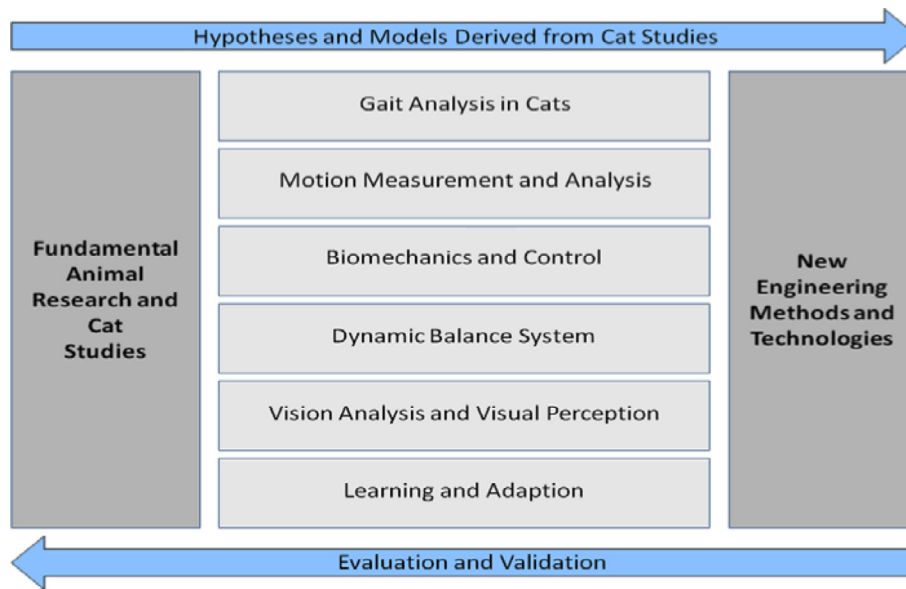 Hypotheses and Models Derived from Cat Studies
Fundamental
Animal
Research and
Cat
Studies
Gait Analysis in Cats
Motion Measurement and Analysis
Biomechanics and Control
Dynamic Balance System
Vision Analysis and Visual Perception
Learning and Adaption
New
Engineering
Methods and
Technologies
Evaluation and Validation